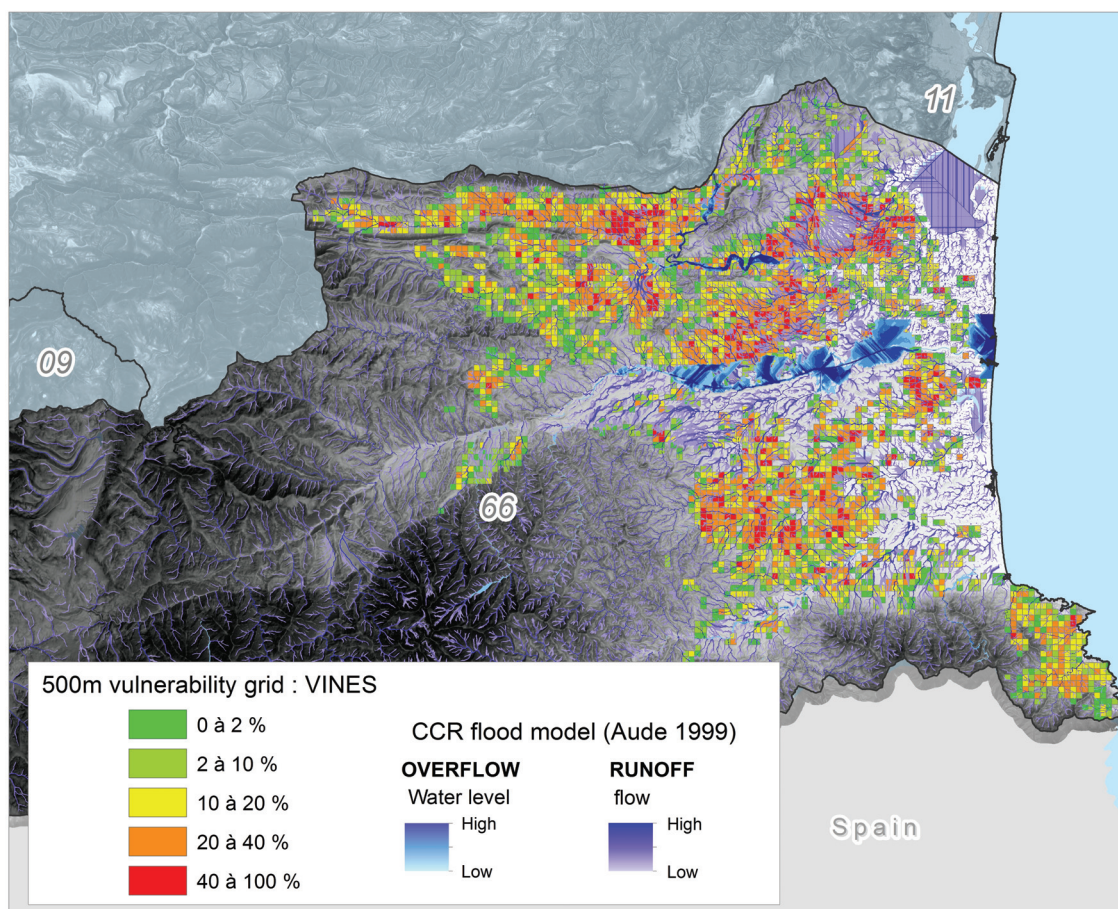 11
09
66
500m vulnerability grid : VINES
0 à 2 %
2 à 10 %
10 à 20 %
20 à 40 %
40 à 100 %
CCR flood model (Aude 1999)
OVERFLOW
Water level
High
Low
RUNOFF
flow
High
Low
Spain